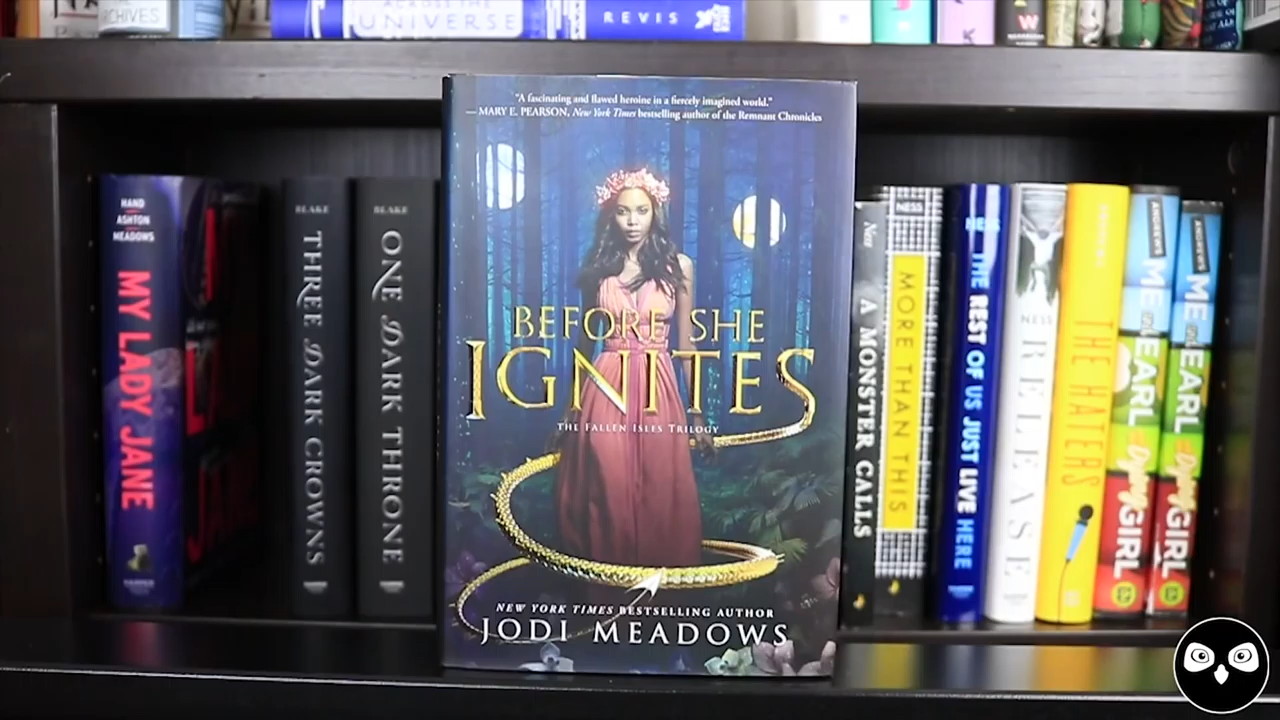 ARCHIVES
ACROSS THE
UNIVERSE
REVIS
HAND
ASHTON
MEADOWS
MY LADY JANE
BLAKE
THREE DARK CROWNS
BLAKE
ONE DARK THRONE
"A fascinating and flawed heroine in a fiercely imagined world."
— MARY E. PEARSON, New York Times bestselling author of the Remnant Chronicles
BEFORE SHE
IGNITES
THE FALLEN ISLES TRILOGY
NEW YORK TIMES BESTSELLING AUTHOR
JODI MEADOWS
Ness
A MONSTER CALLS
NESS
MORE THAN THIS
NESS
THE REST OF US JUST LIVE HERE
NESS
RELEASE
THE HATERS
ANDREWS
ME and EARL and the Dying GIRL
ANDREWS
ME and EARL and the Dying GIRL